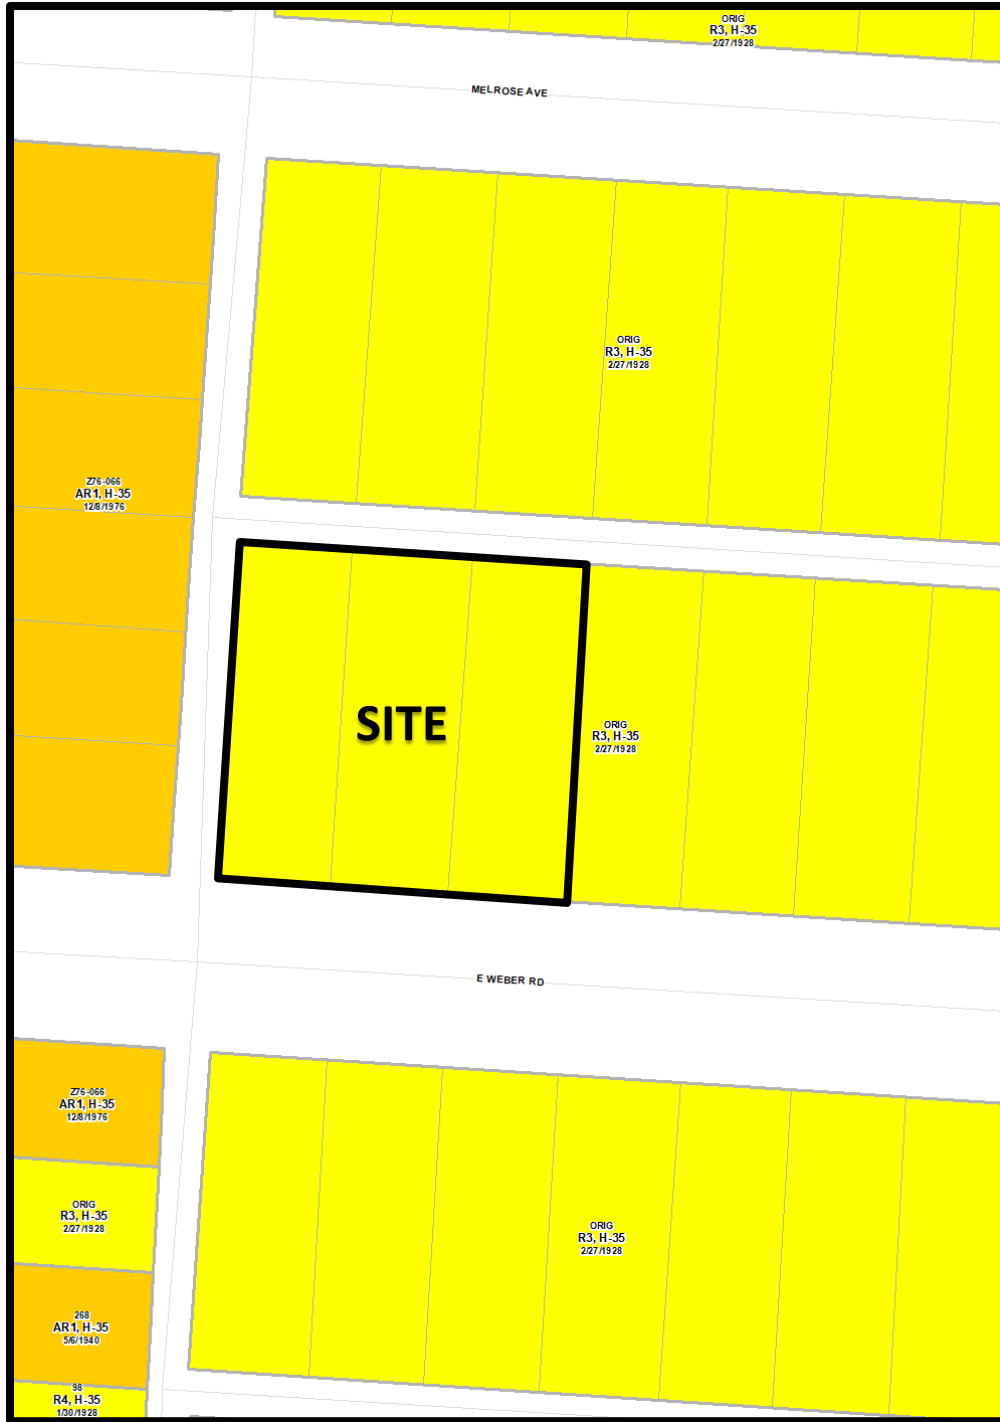 ORIG
R3, H-35
2/27/1928
MELROSE AVE
ORIG
R3, H-35
2/27/1928
Z76-066
AR1, H-35
12/8/1976
SITE
ORIG
R3, H-35
2/27/1928
E WEBER RD
Z76-066
AR1, H-35
12/8/1976
ORIG
R3, H-35
2/27/1928
ORIG
R3, H-35
2/27/1928
268
AR1, H-35
5/6/1940
98
R4, H-35
1/30/1928